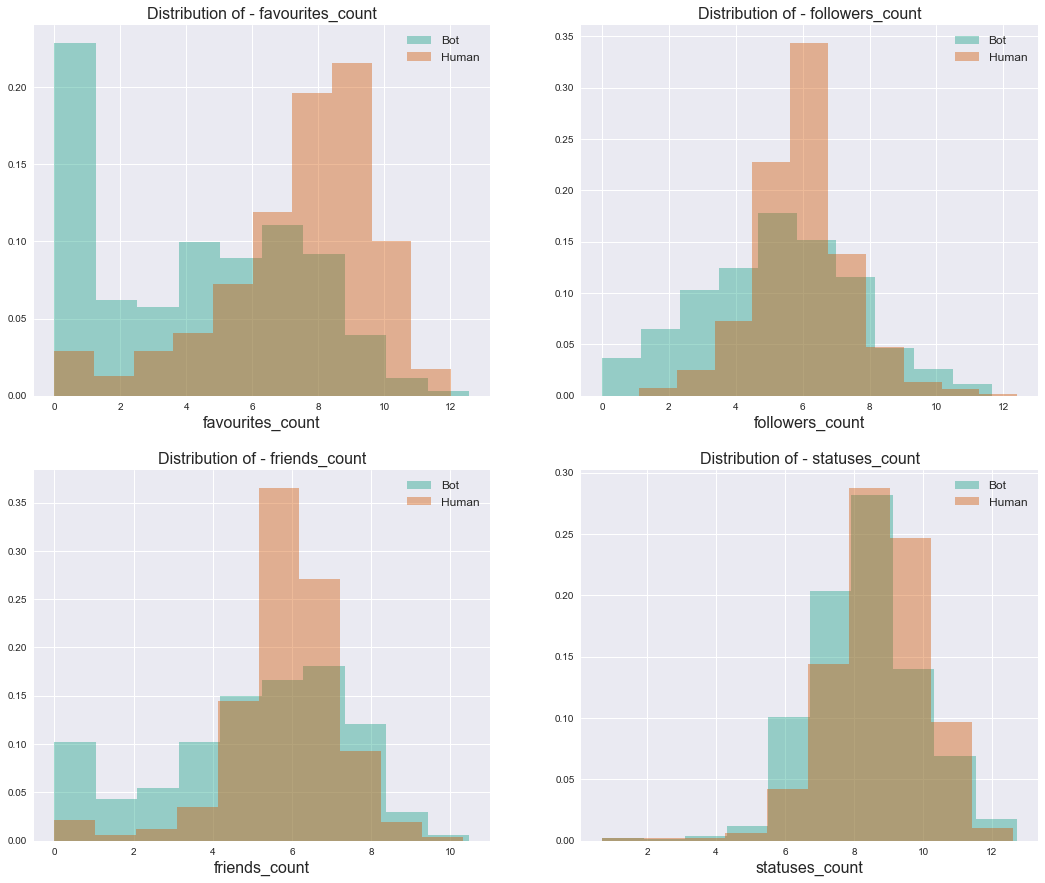 Distribution of - favourites_count
Bot
Human
0.20
0.15
0.10
0.05
0.00
0 2 4 6 8 10 12
favourites_count
Distribution of - followers_count
Bot
Human
0.35
0.30
0.25
0.20
0.15
0.10
0.05
0.00
0 2 4 6 8 10 12
followers_count
Distribution of - friends_count
Bot
Human
0.35
0.30
0.25
0.20
0.15
0.10
0.05
0.00
0 2 4 6 8 10
friends_count
Distribution of - statuses_count
Bot
Human
0.30
0.25
0.20
0.15
0.10
0.05
0.00
2 4 6 8 10 12
statuses_count